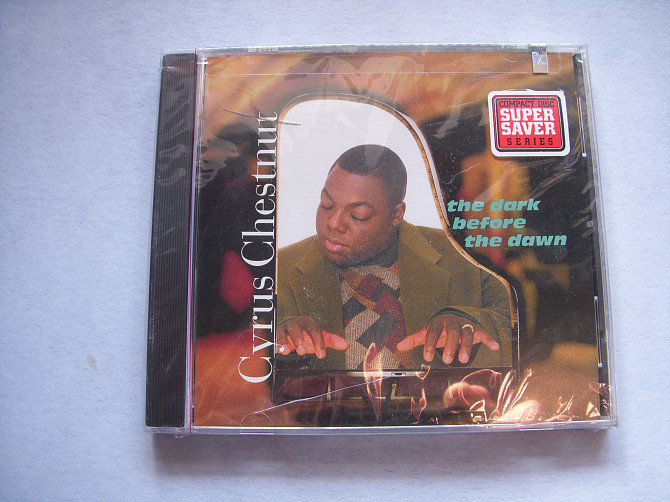 Cyrus Chestnut
the dark
before
the dawn
COMPACT DISC
SUPER
SAVER
SERIES